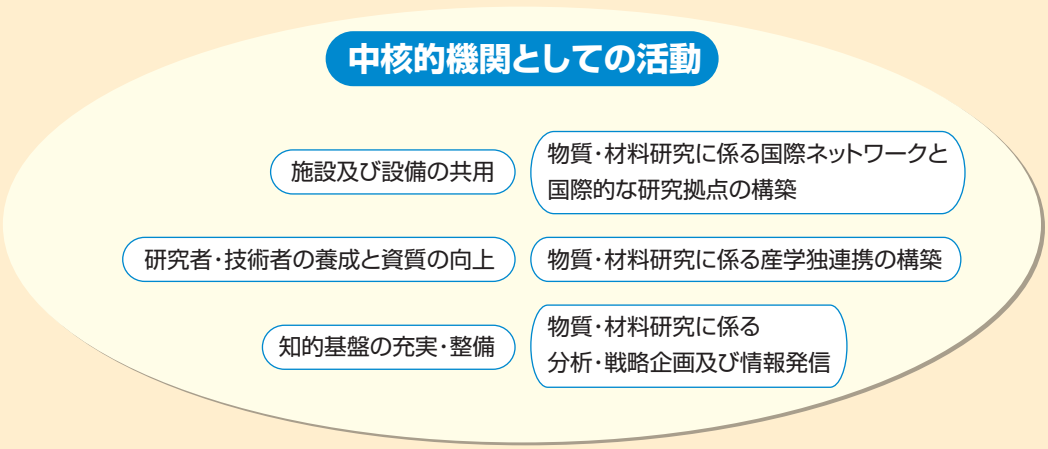 中核的機関としての活動
施設及び設備の共用
物質・材料研究に係る国際ネットワークと
国際的な研究拠点の構築
研究者・技術者の養成と資質の向上
物質・材料研究に係る産学独連携の構築
知的基盤の充実・整備
物質・材料研究に係る
分析・戦略企画及び情報発信